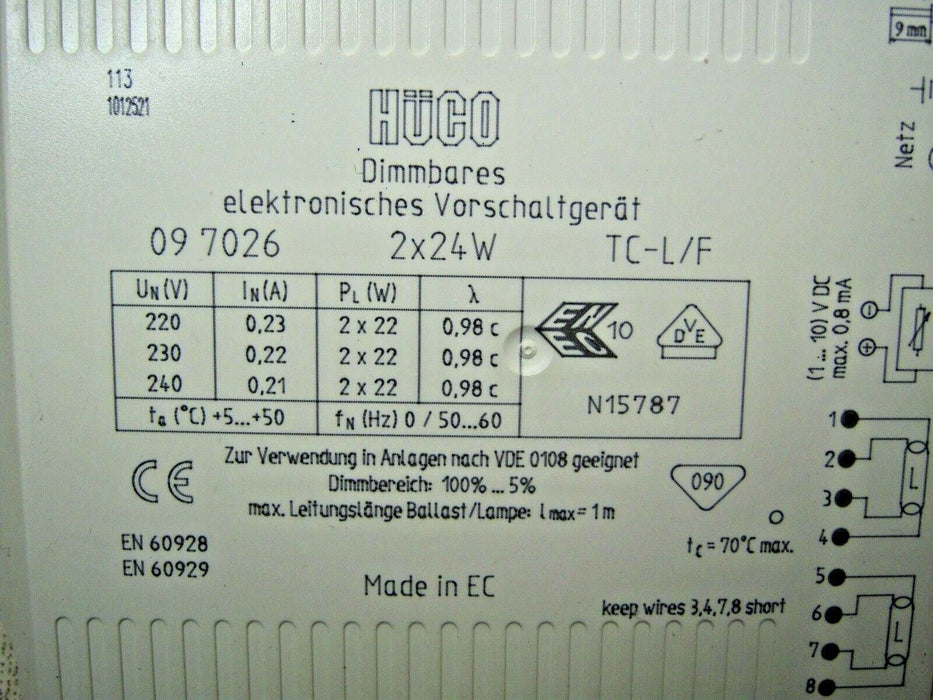 9 mm
113
1012521
HÜCO
Dimmbares
elektronisches Vorschaltgerät
09 7026 2x24W TC-L/F
UN(V) IN(A) PL(W) λ
220 0,23 2 x 22 0,98 c
230 0,22 2 x 22 0,98 c
240 0,21 2 x 22 0,98 c
ta (°C) +5...+50 fN (Hz) 0 / 50...60
ENEC 10
DVE
N15787
Zur Verwendung in Anlagen nach VDE 0108 geeignet
Dimmbereich: 100% ... 5%
max. Leitungslänge Ballast/Lampe: lmax = 1 m
CE
090
EN 60928
EN 60929
tc = 70°C max.
Made in EC
keep wires 3,4,7,8 short
Netz
(1 ... 10) V DC
max. 0,8 mA
1
2
3
4
L
5
6
7
8
L